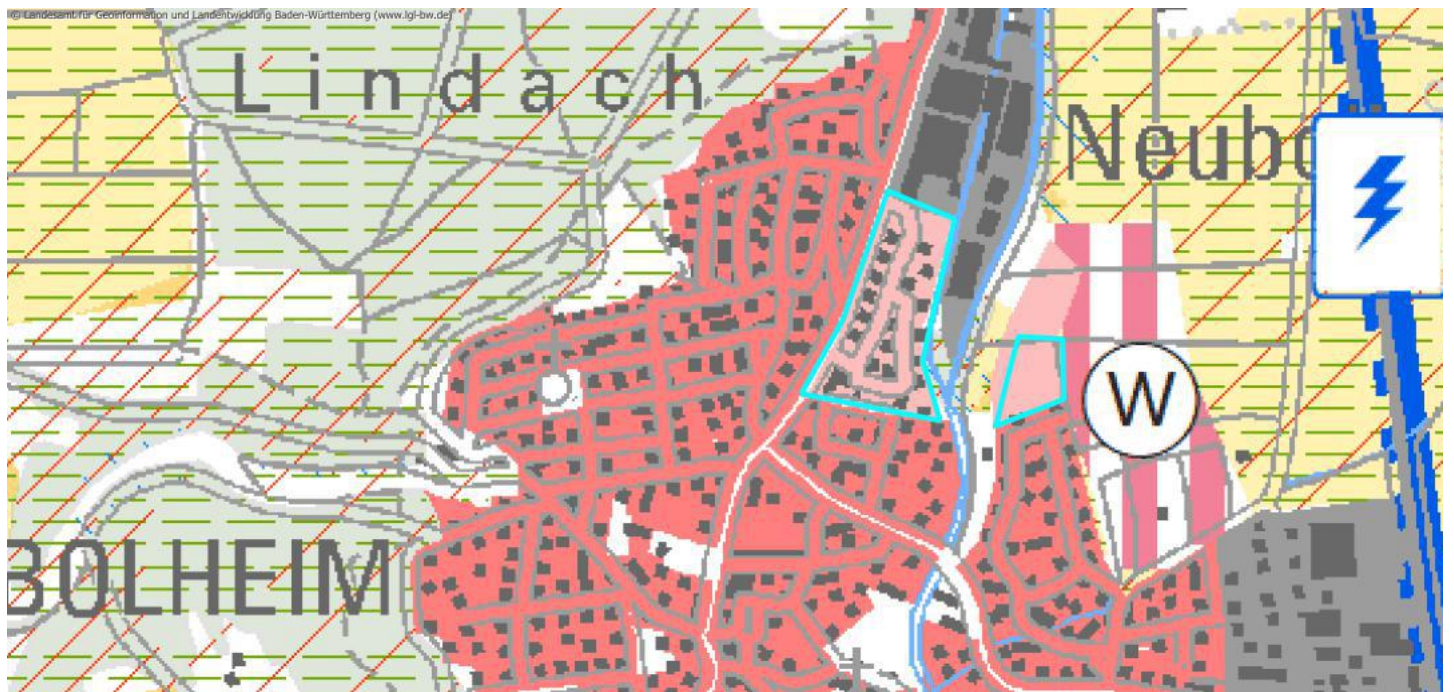 © Landesamt für Geoinformation und Landentwicklung Baden-Württemberg (www.lgl-bw.de)
Lindach
Neubo
W
BOLHEIM